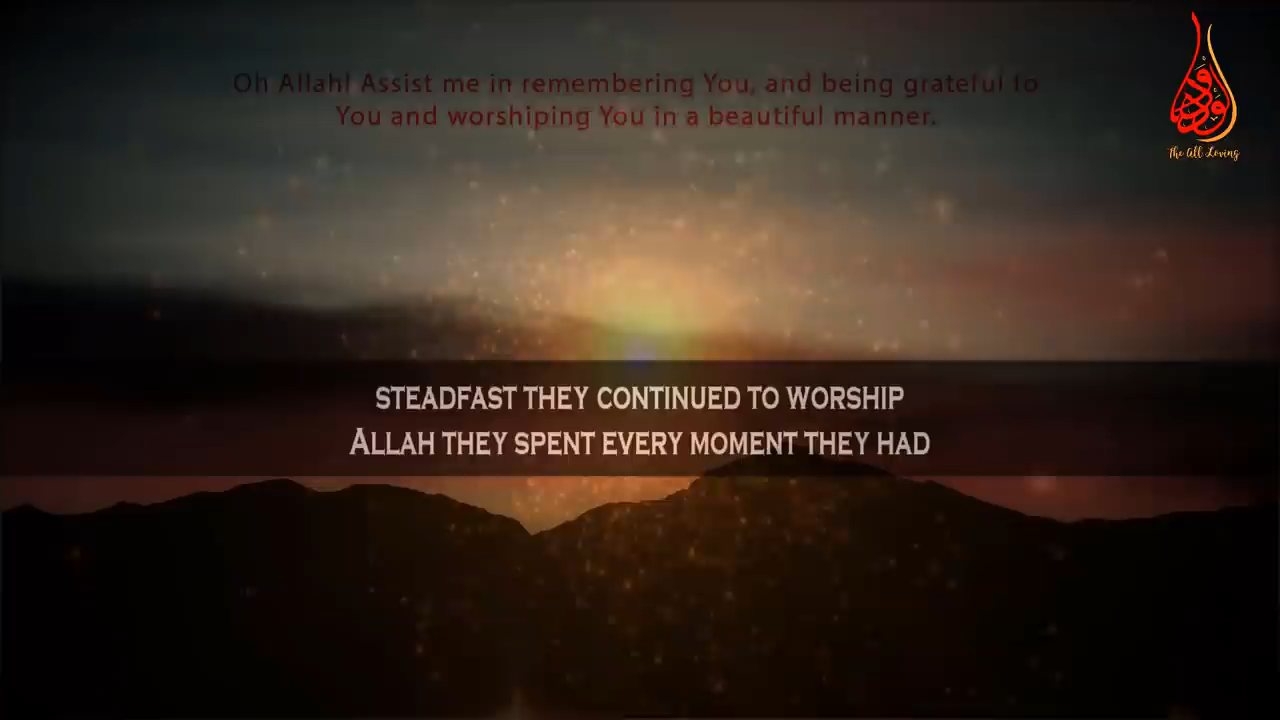 Oh Allah! Assist me in remembering You, and being grateful to
You and worshiping You in a beautiful manner.
The All Loving
STEADFAST THEY CONTINUED TO WORSHIP
ALLAH THEY SPENT EVERY MOMENT THEY HAD